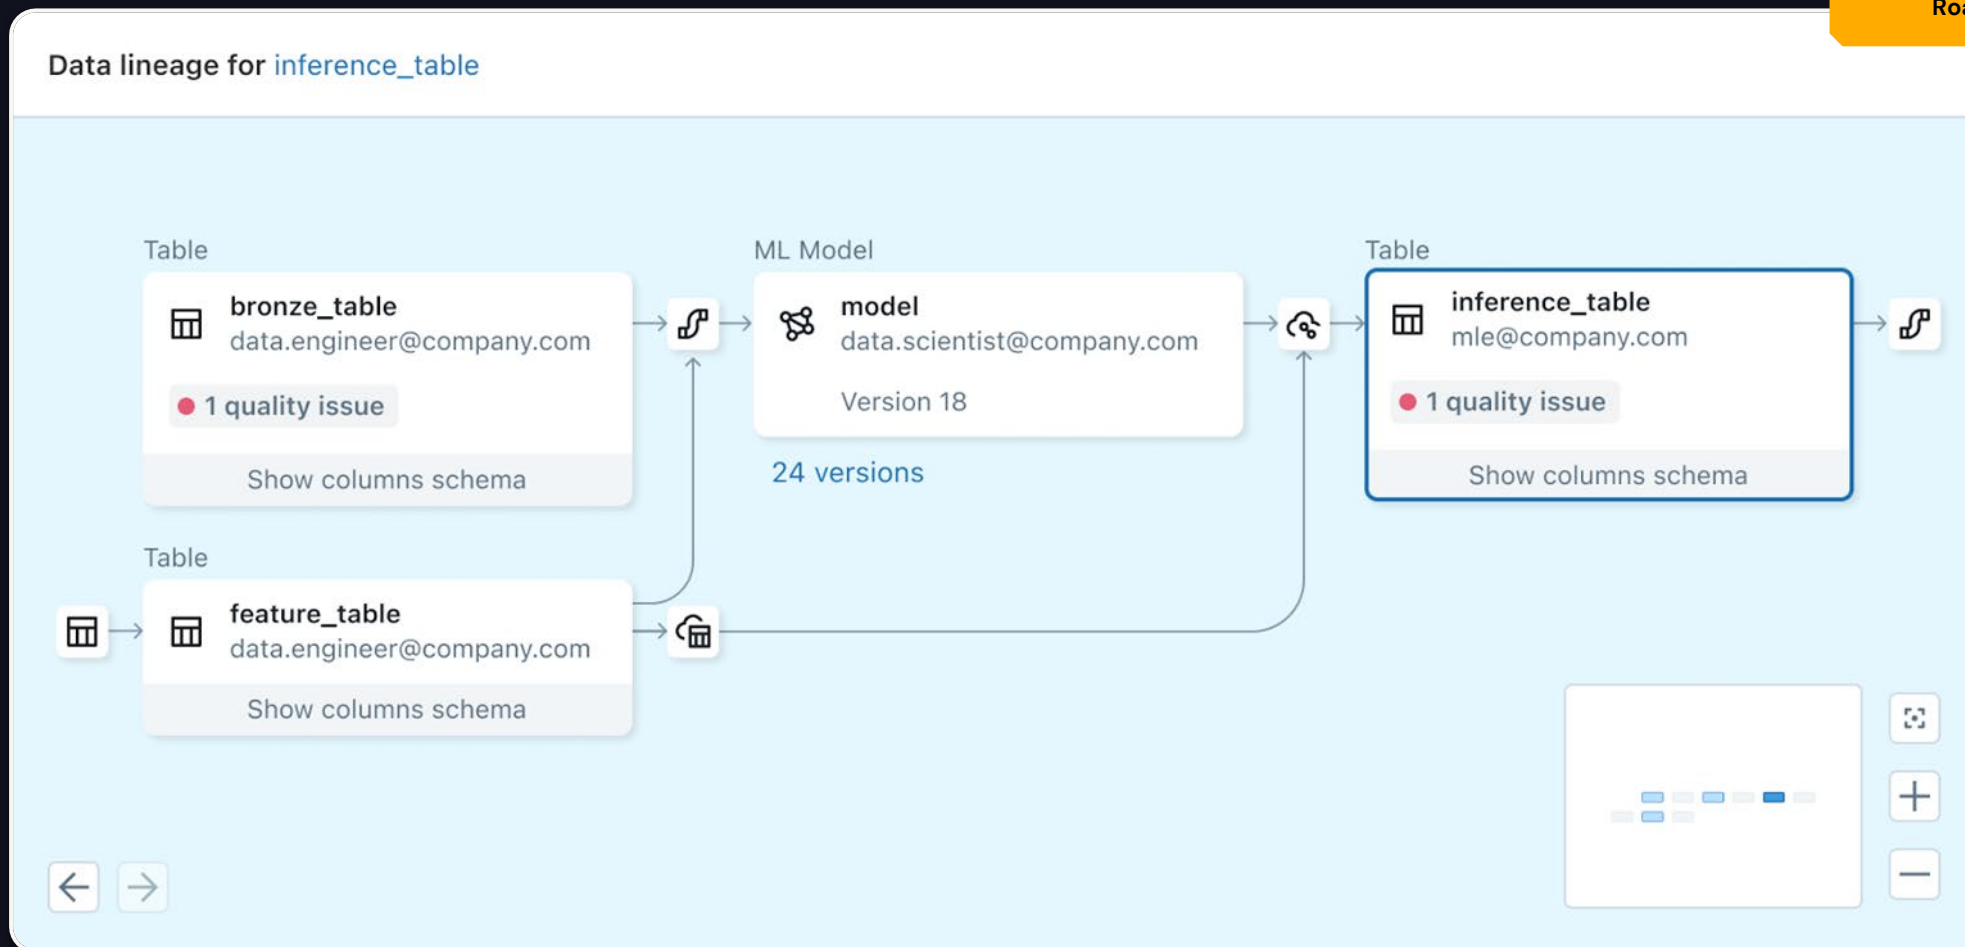 Data lineage for inference_table
Table
bronze_table
data.engineer@company.com
1 quality issue
Show columns schema
ML Model
model
data.scientist@company.com
Version 18
24 versions
Table
inference_table
mle@company.com
1 quality issue
Show columns schema
Table
feature_table
data.engineer@company.com
Show columns schema